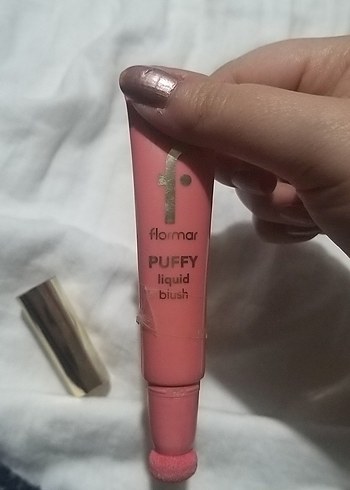 f.
flormar
PUFFY
liquid
blush